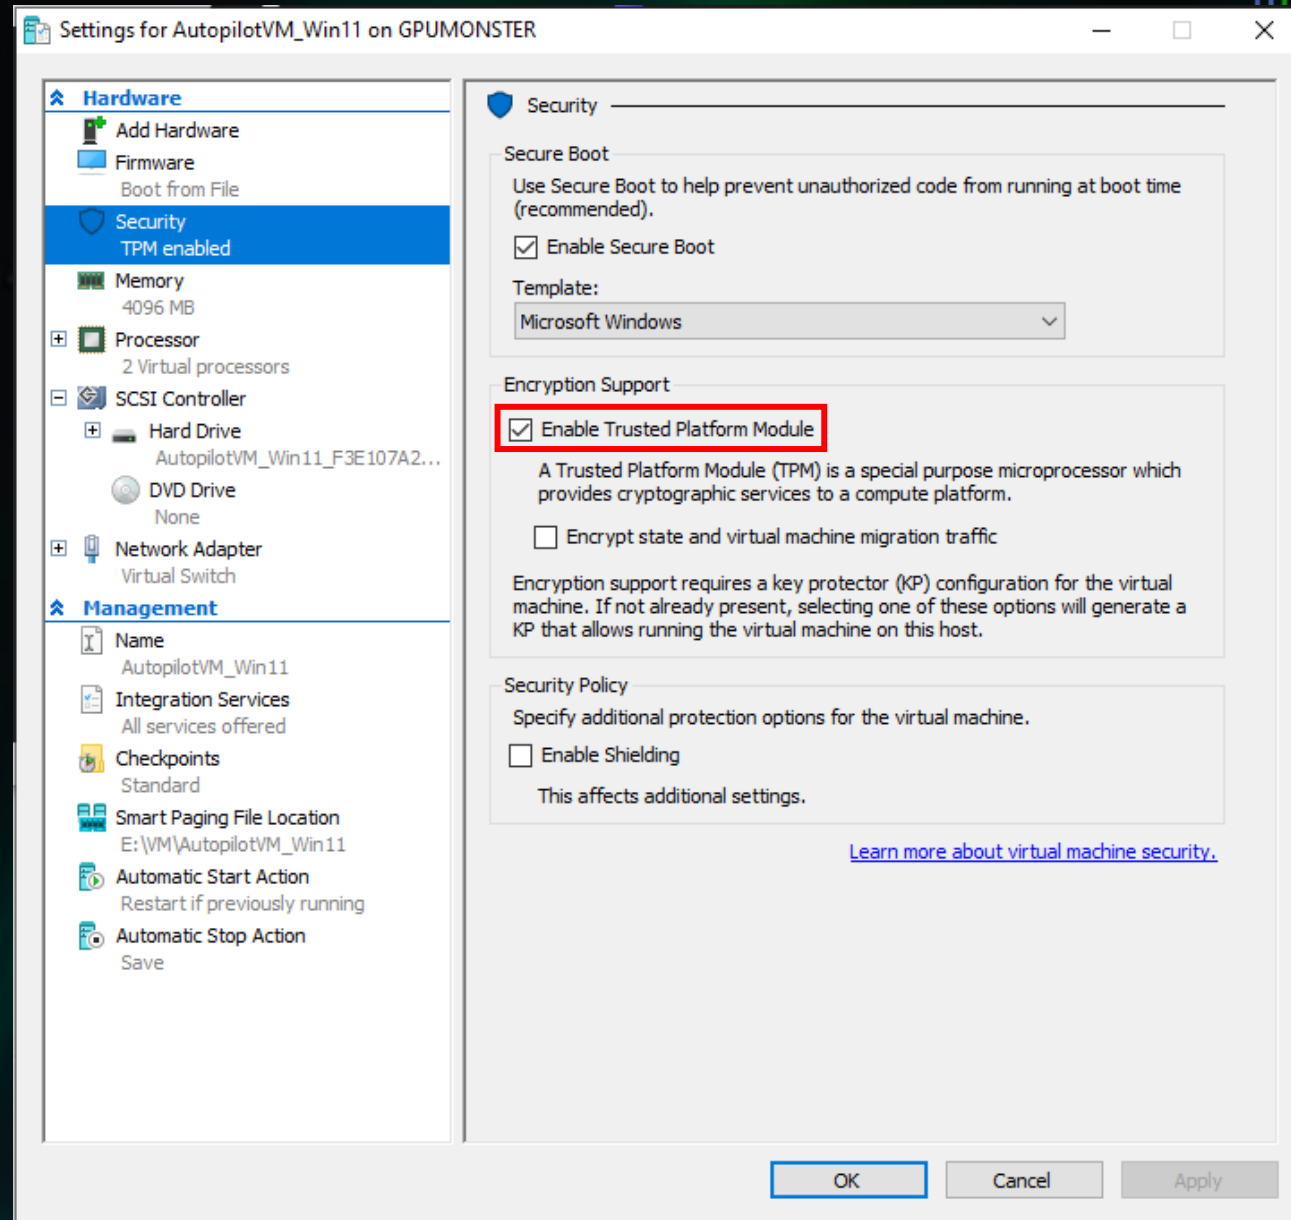 Settings for AutopilotVM_Win11 on GPUMONSTER
Hardware
Add Hardware
Firmware
Boot from File
Security
TPM enabled
Memory
4096 MB
Processor
2 Virtual processors
SCSI Controller
Hard Drive
AutopilotVM_Win11_F3E107A2...
DVD Drive
None
Network Adapter
Virtual Switch
Management
Name
AutopilotVM_Win11
Integration Services
All services offered
Checkpoints
Standard
Smart Paging File Location
E:\VM\AutopilotVM_Win11
Automatic Start Action
Restart if previously running
Automatic Stop Action
Save
Security
Secure Boot
Use Secure Boot to help prevent unauthorized code from running at boot time
(recommended).
Enable Secure Boot
Template:
Microsoft Windows
Encryption Support
Enable Trusted Platform Module
A Trusted Platform Module (TPM) is a special purpose microprocessor which
provides cryptographic services to a compute platform.
Encrypt state and virtual machine migration traffic
Encryption support requires a key protector (KP) configuration for the virtual
machine. If not already present, selecting one of these options will generate a
KP that allows running the virtual machine on this host.
Security Policy
Specify additional protection options for the virtual machine.
Enable Shielding
This affects additional settings.
Learn more about virtual machine security.
OK
Cancel
Apply